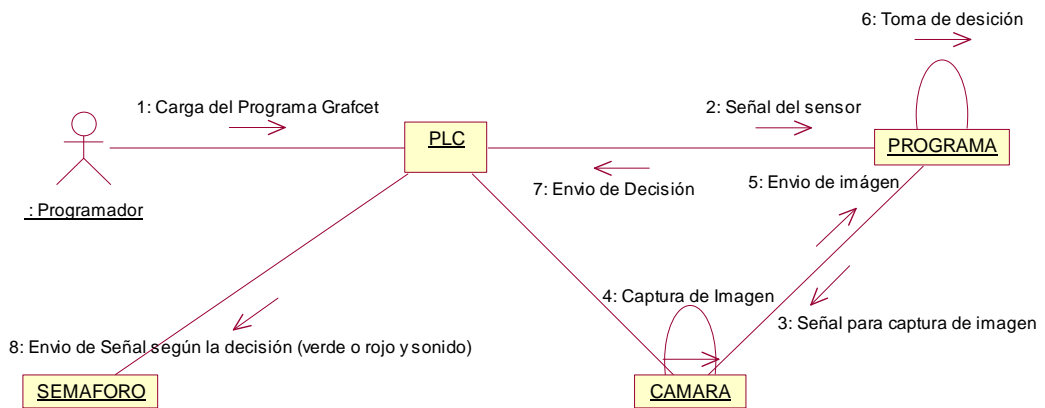 6: Toma de desición
1: Carga del Programa Grafcet
2: Señal del sensor
PLC
PROGRAMA
7: Envio de Decisión
5: Envio de imágen
: Programador
4: Captura de Imagen
3: Señal para captura de imagen
8: Envio de Señal según la decisión (verde o rojo y sonido)
SEMAFORO
CAMARA